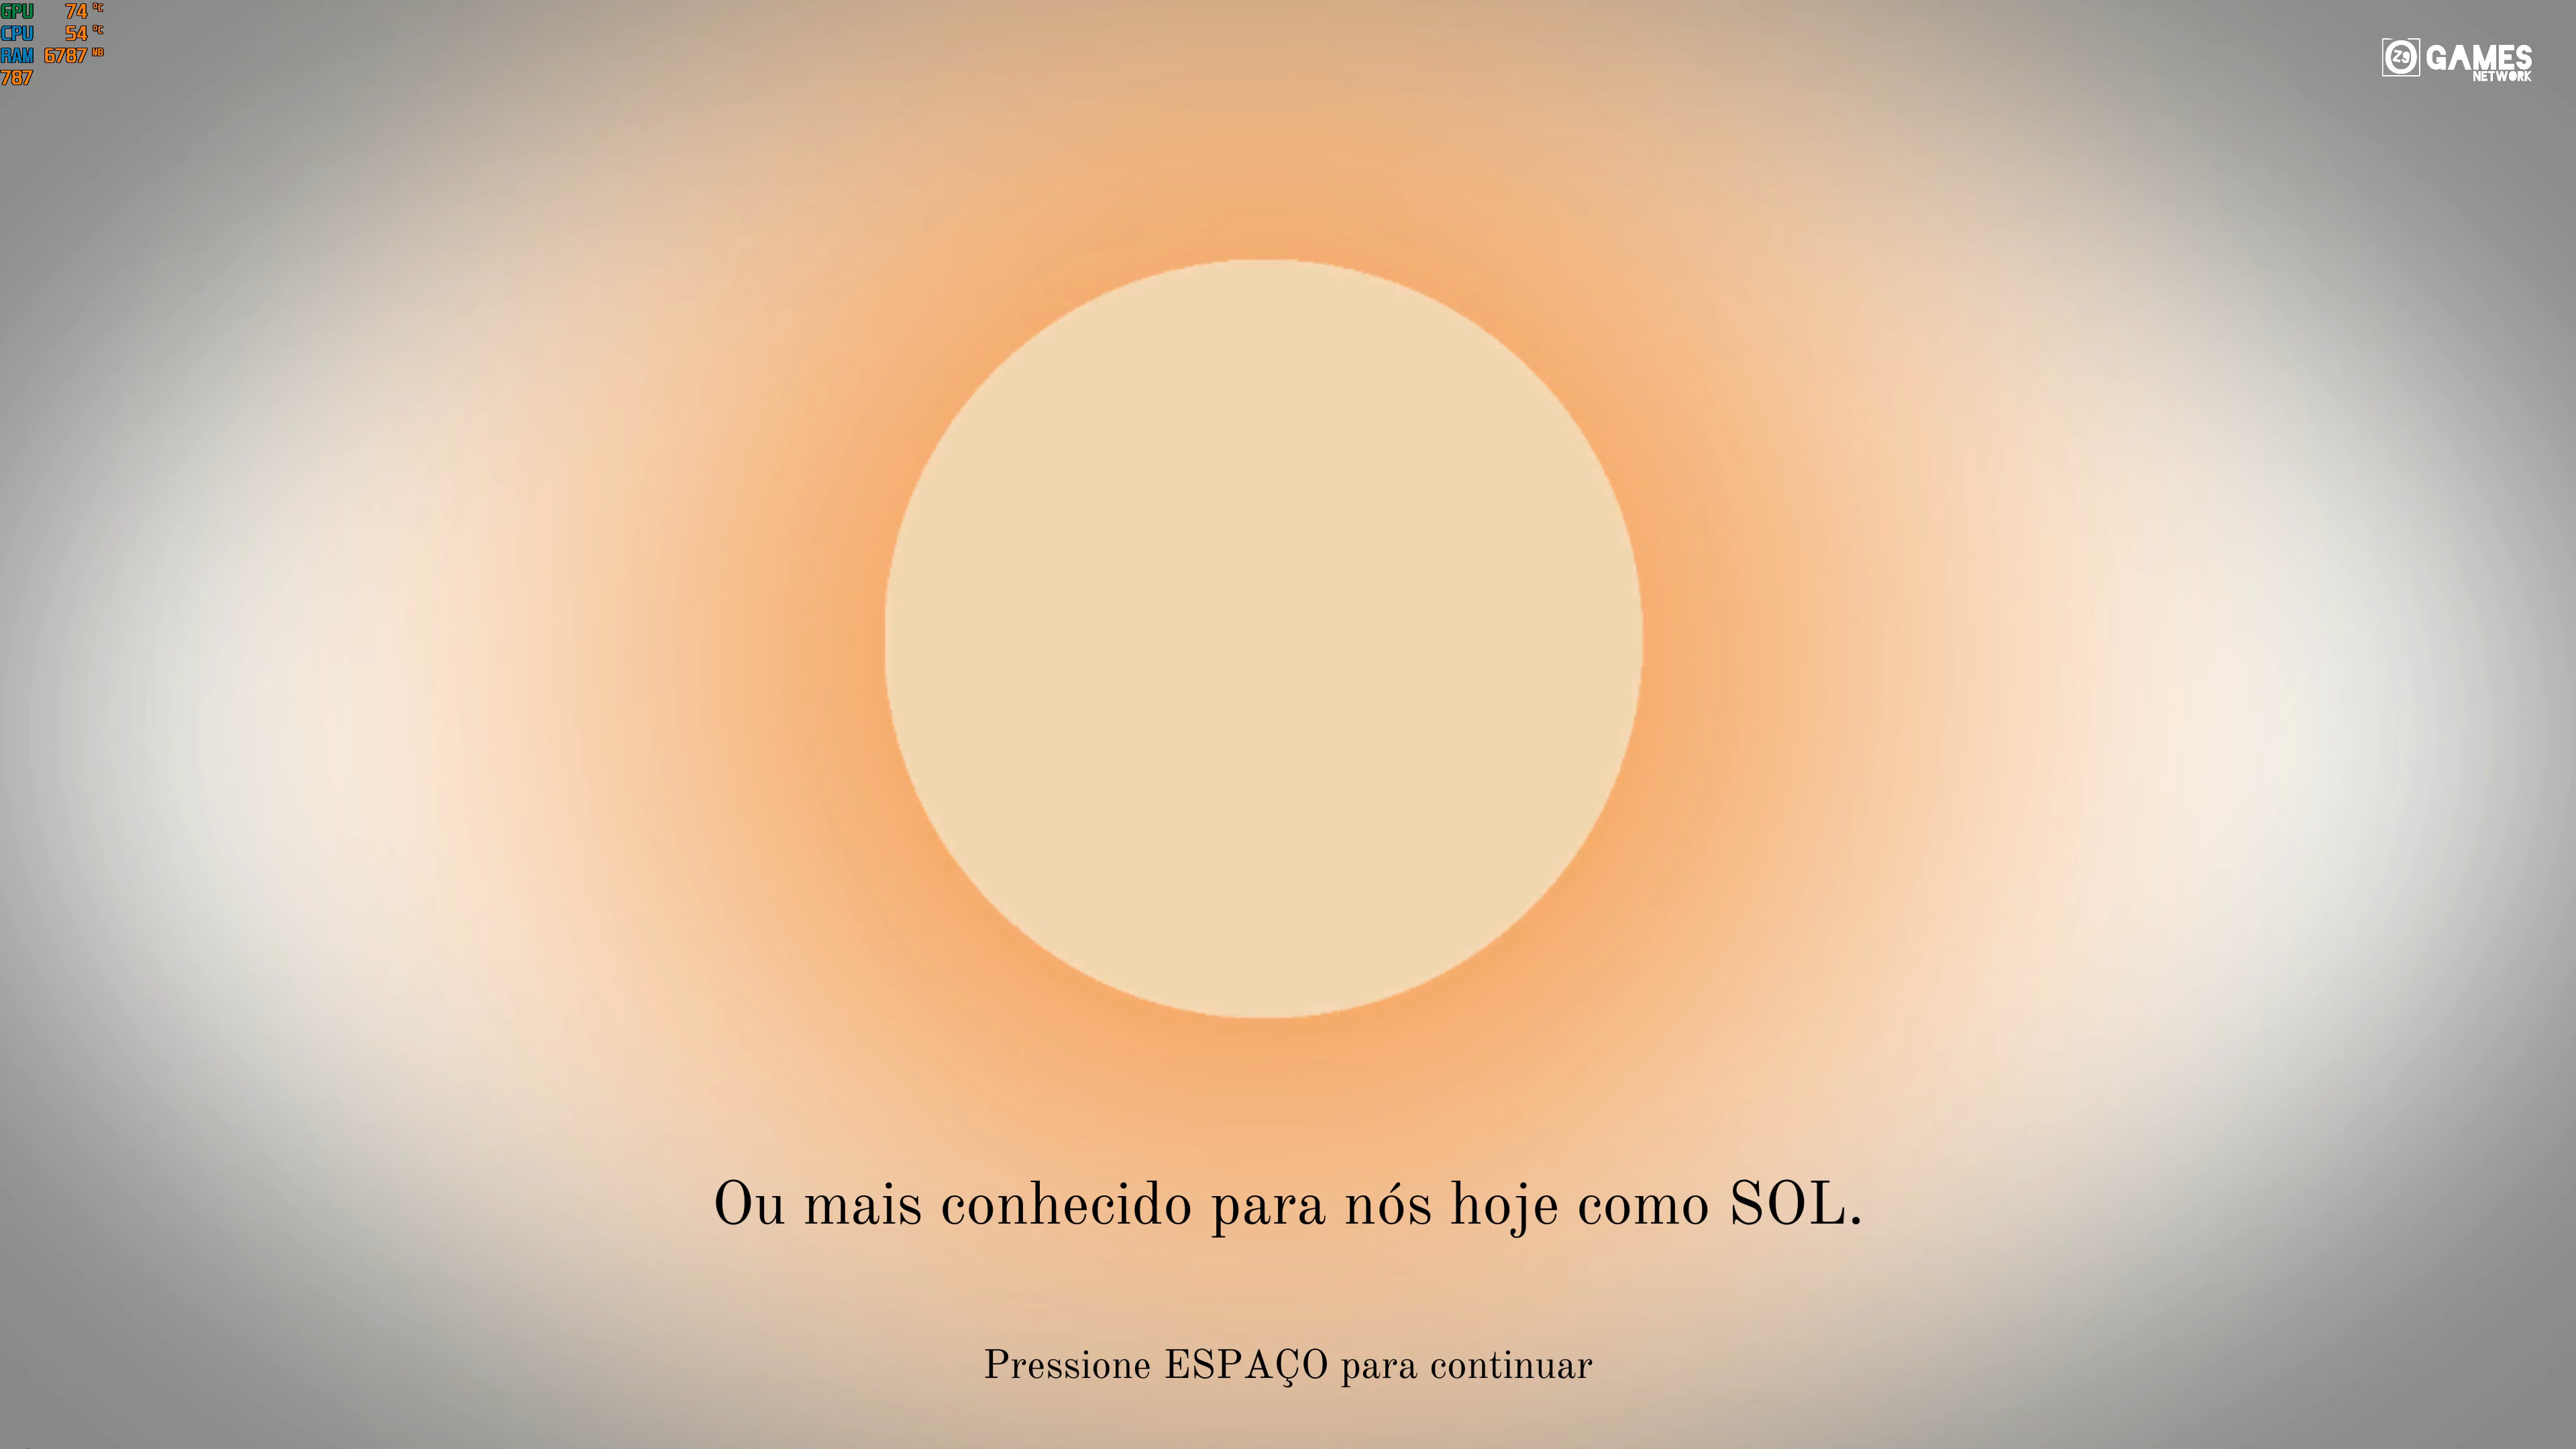 GPU 74 °C
CPU 54 °C
RAM 6787 MB
787
Z9 GAMES
NETWORK
Ou mais conhecido para nós hoje como SOL.
Pressione ESPAÇO para continuar